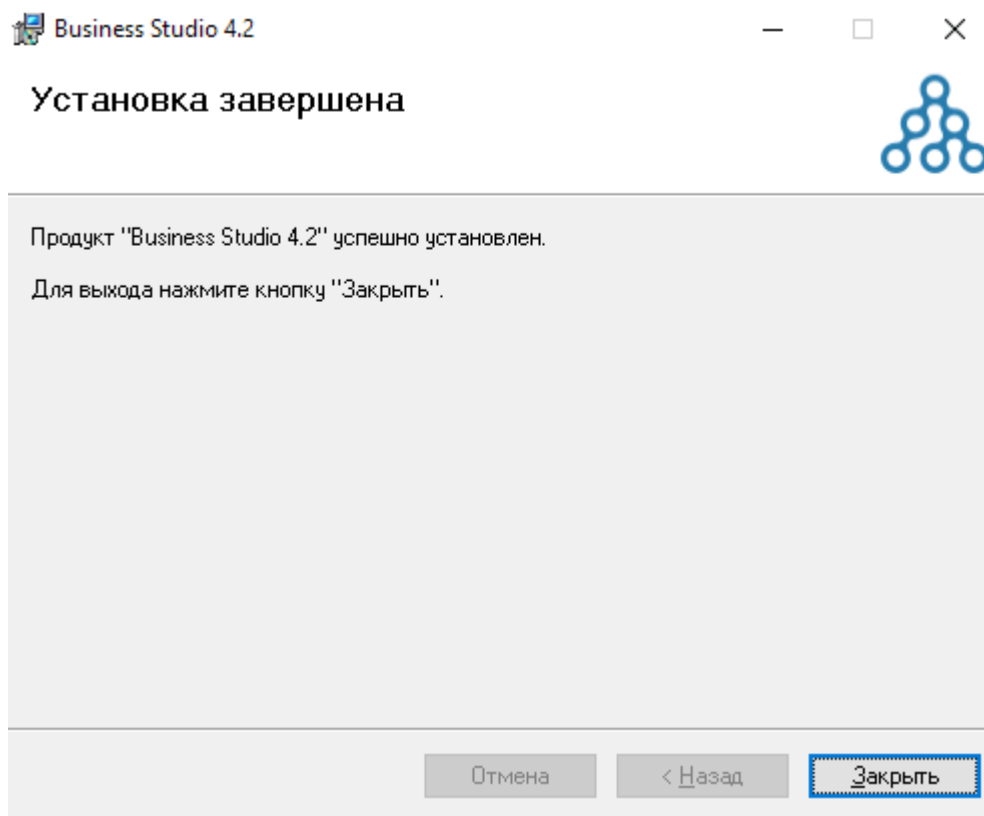 Business Studio 4.2
Установка завершена
Продукт "Business Studio 4.2" успешно установлен.
Для выхода нажмите кнопку "Закрыть".
Отмена
< Назад
Закрыть